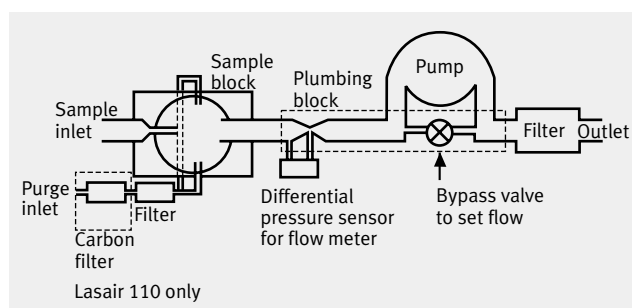 Sample
block
Plumbing
block
Pump
Sample
inlet
Filter
Outlet
Purge
inlet
Filter
Carbon
filter
Differential
pressure sensor
for flow meter
Bypass valve
to set flow
Lasair 110 only